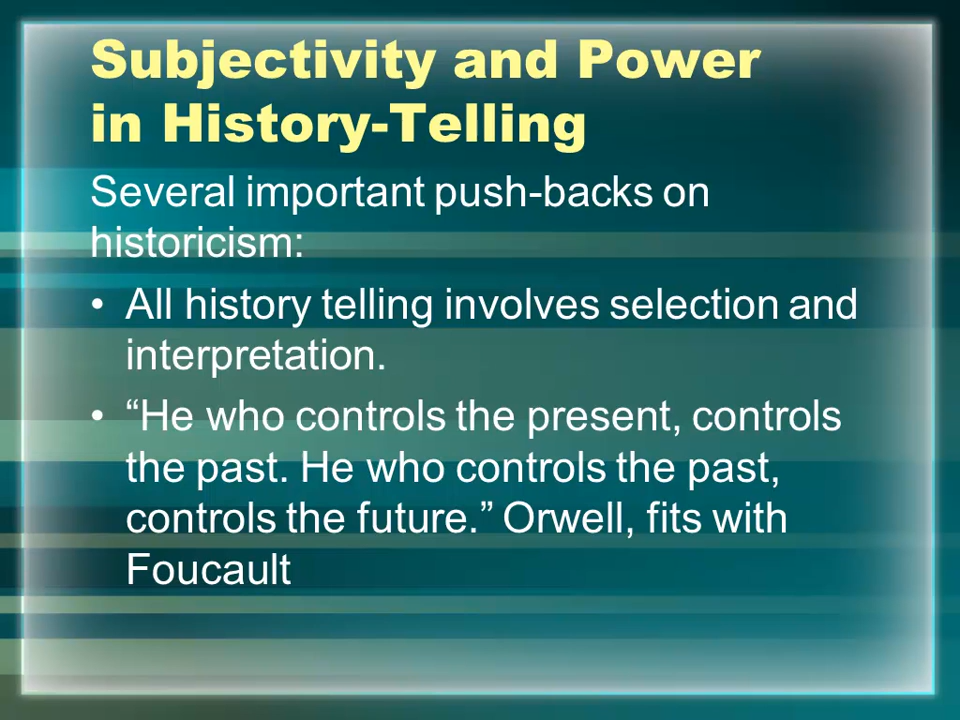 Subjectivity and Power
in History-Telling
Several important push-backs on
historicism:
• All history telling involves selection and
interpretation.
• “He who controls the present, controls
the past. He who controls the past,
controls the future.” Orwell, fits with
Foucault